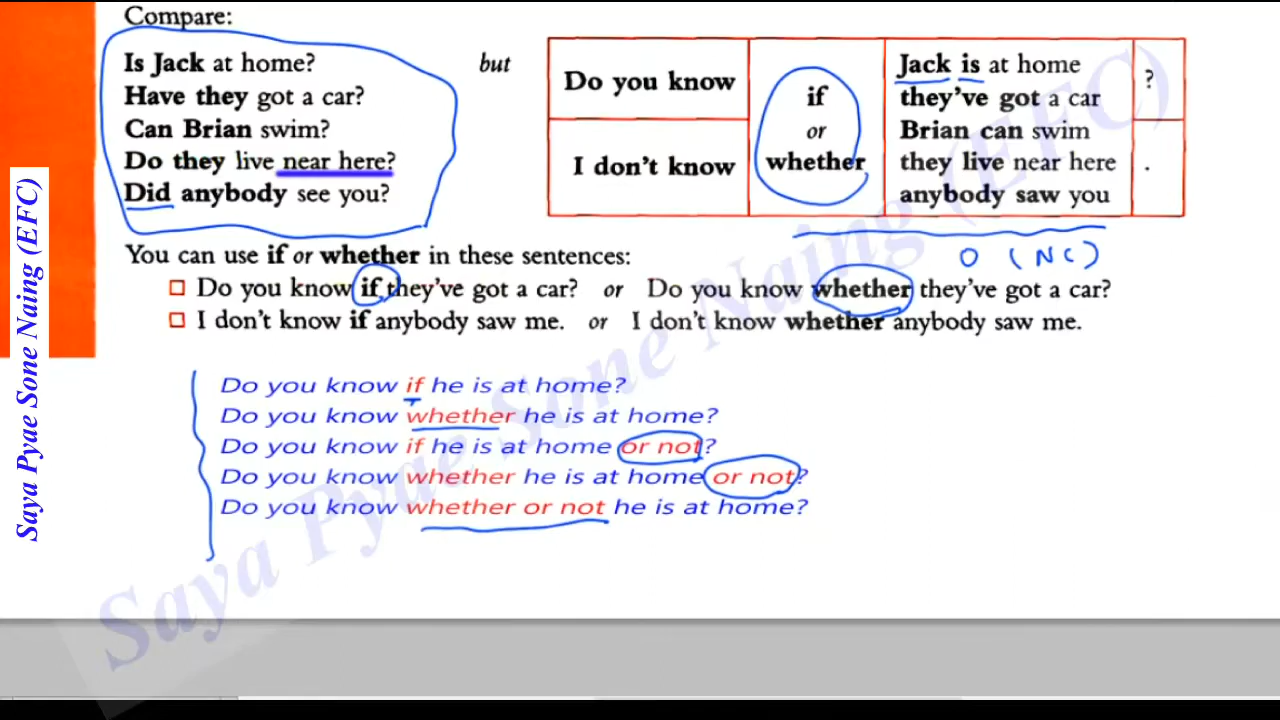 Compare:
Is Jack at home?
Have they got a car?
Can Brian swim?
Do they live near here?
Did anybody see you?
but
Do you know
I don't know
if
or
whether
Jack is at home
they've got a car
Brian can swim
they live near here
anybody saw you
?
.
O (NC)
You can use if or whether in these sentences:
Do you know if they've got a car? or Do you know whether they've got a car?
I don't know if anybody saw me. or I don't know whether anybody saw me.
Do you know if he is at home?
Do you know whether he is at home?
Do you know if he is at home or not?
Do you know whether he is at home or not?
Do you know whether or not he is at home?
Saya Pyae Sone Naing (EFC)
Saya Pyae Sone Naing (EFC)